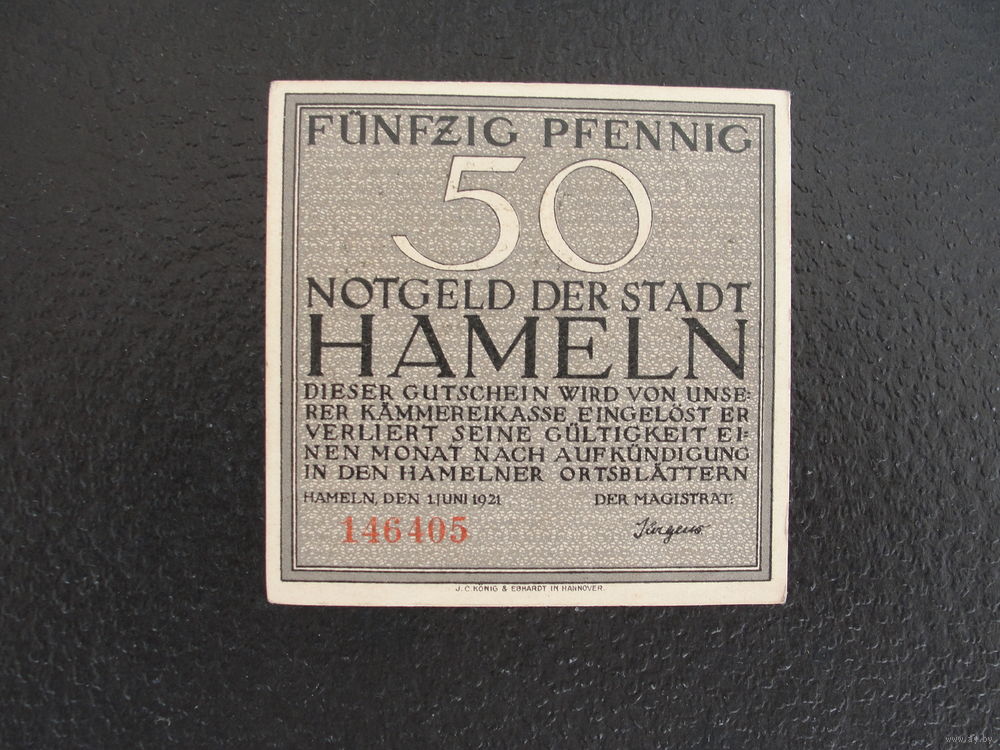 FÜNFZIG PFENNIG
50
NOTGELD DER STADT
HAMELN
DIESER GUTSCHEIN WIRD VON UNSE:
RER KÄMMEREIKASSE EINGELÖST ER
VERLIERT SEINE GÜLTIGKEIT EI:
NEN MONAT NACH AUFKÜNDIGUNG
IN DEN HAMELNER ORTSBLÄTTERN
HAMELN, DEN 1.JUNI 1921 DER MAGISTRAT:
146405 Jürgens
J.C.KÖNIG & EBHARDT IN HANNOVER.